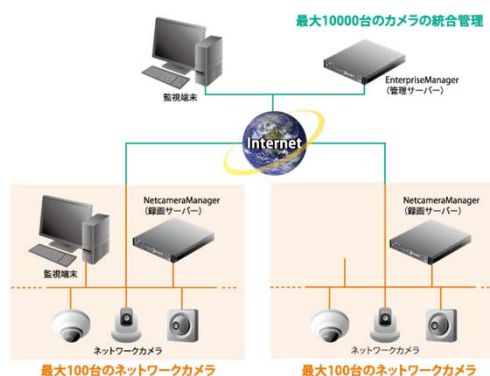 最大10000台のカメラの統合管理
監視端末
EnterpriseManager
（管理サーバー）
Internet
NetcameraManager
（録画サーバー）
監視端末
ネットワークカメラ
最大100台のネットワークカメラ
NetcameraManager
（録画サーバー）
ネットワークカメラ
最大100台のネットワークカメラ